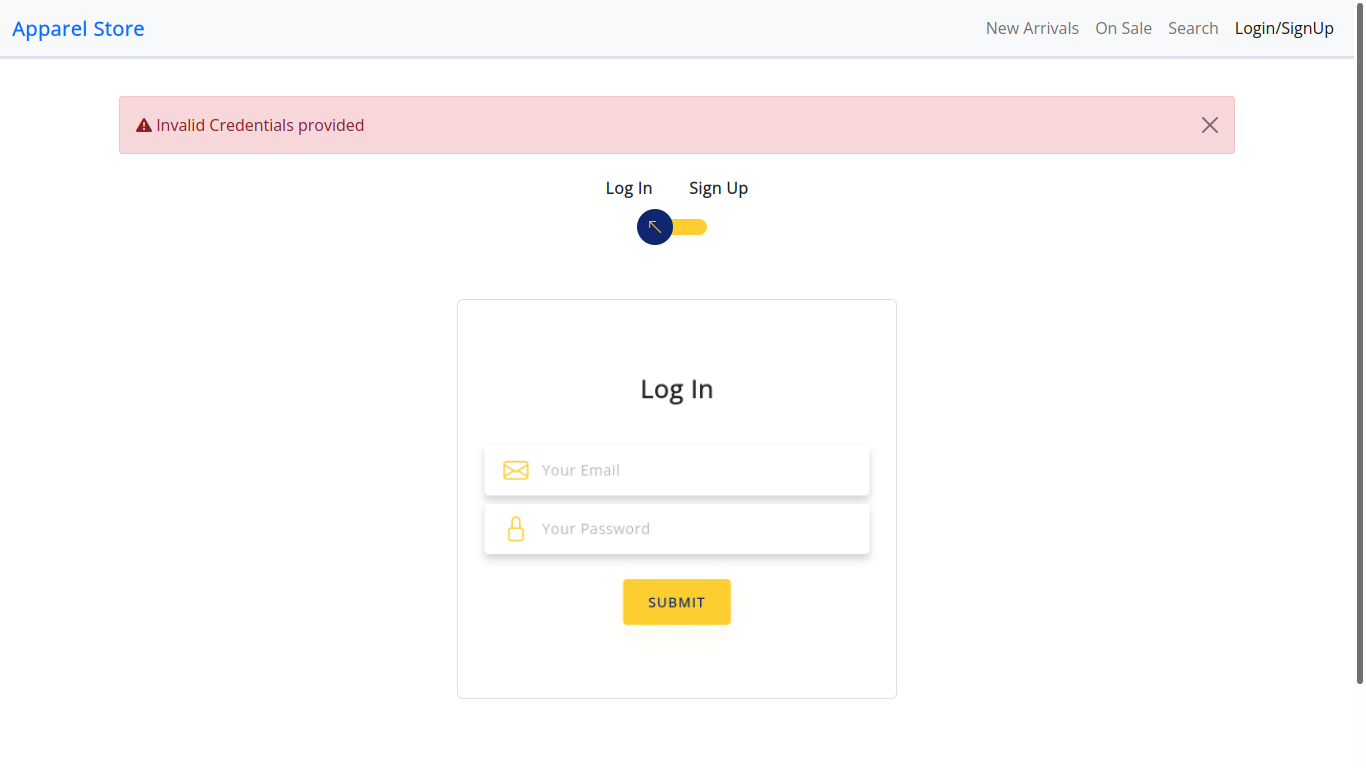 Apparel Store New Arrivals On Sale Search Login/SignUp
Invalid Credentials provided
Log In Sign Up
Log In
Your Email
Your Password
SUBMIT